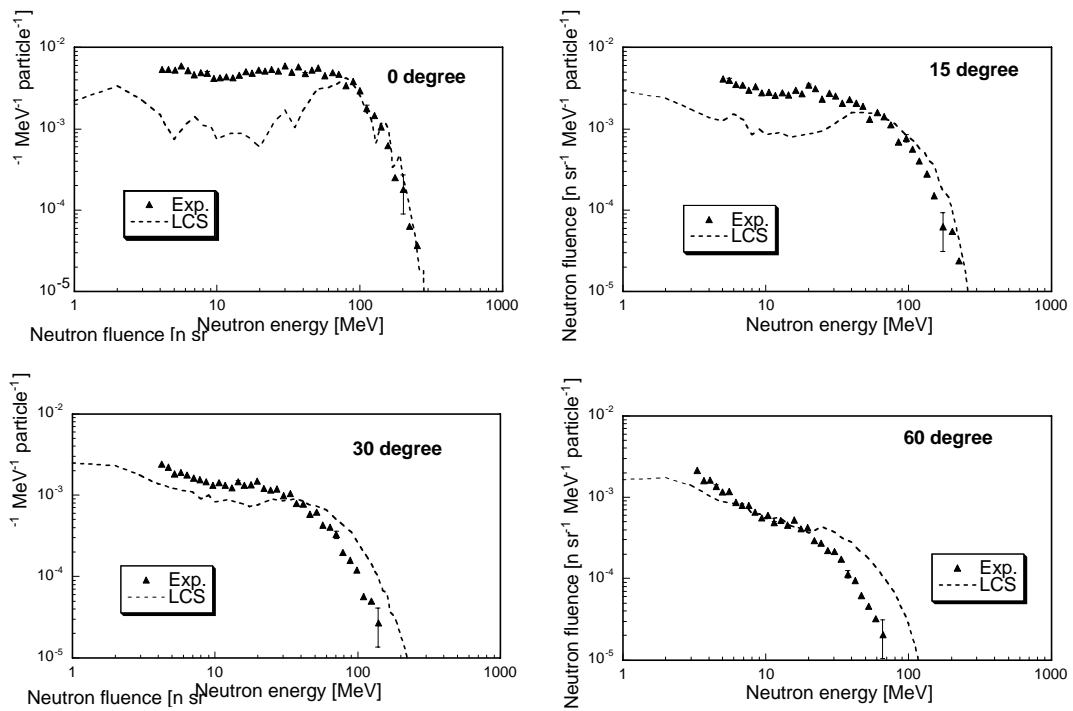 0 degree
10-2
10-3
10-4
10-5
-1 MeV-1 particle-1]
Exp.
LCS
1 10 100 1000
Neutron energy [MeV]
Neutron fluence [n sr
15 degree
10-2
10-3
10-4
10-5
Neutron fluence [n sr-1 MeV-1 particle-1]
Exp.
LCS
1 10 100 1000
Neutron energy [MeV]
30 degree
10-2
10-3
10-4
10-5
-1 MeV-1 particle-1]
Exp.
LCS
1 10 100 1000
Neutron energy [MeV]
Neutron fluence [n sr
60 degree
10-2
10-3
10-4
10-5
Neutron fluence [n sr-1 MeV-1 particle-1]
Exp.
LCS
1 10 100 1000
Neutron energy [MeV]